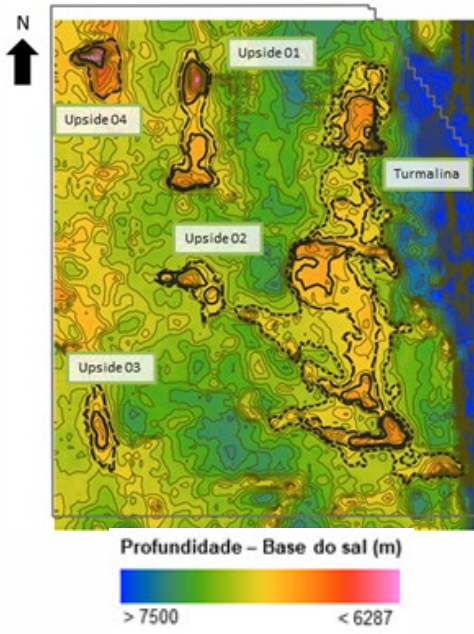 N
Upside 01
Upside 04
Turmalina
Upside 02
Upside 03
Profundidade – Base do sal (m)
> 7500
< 6287